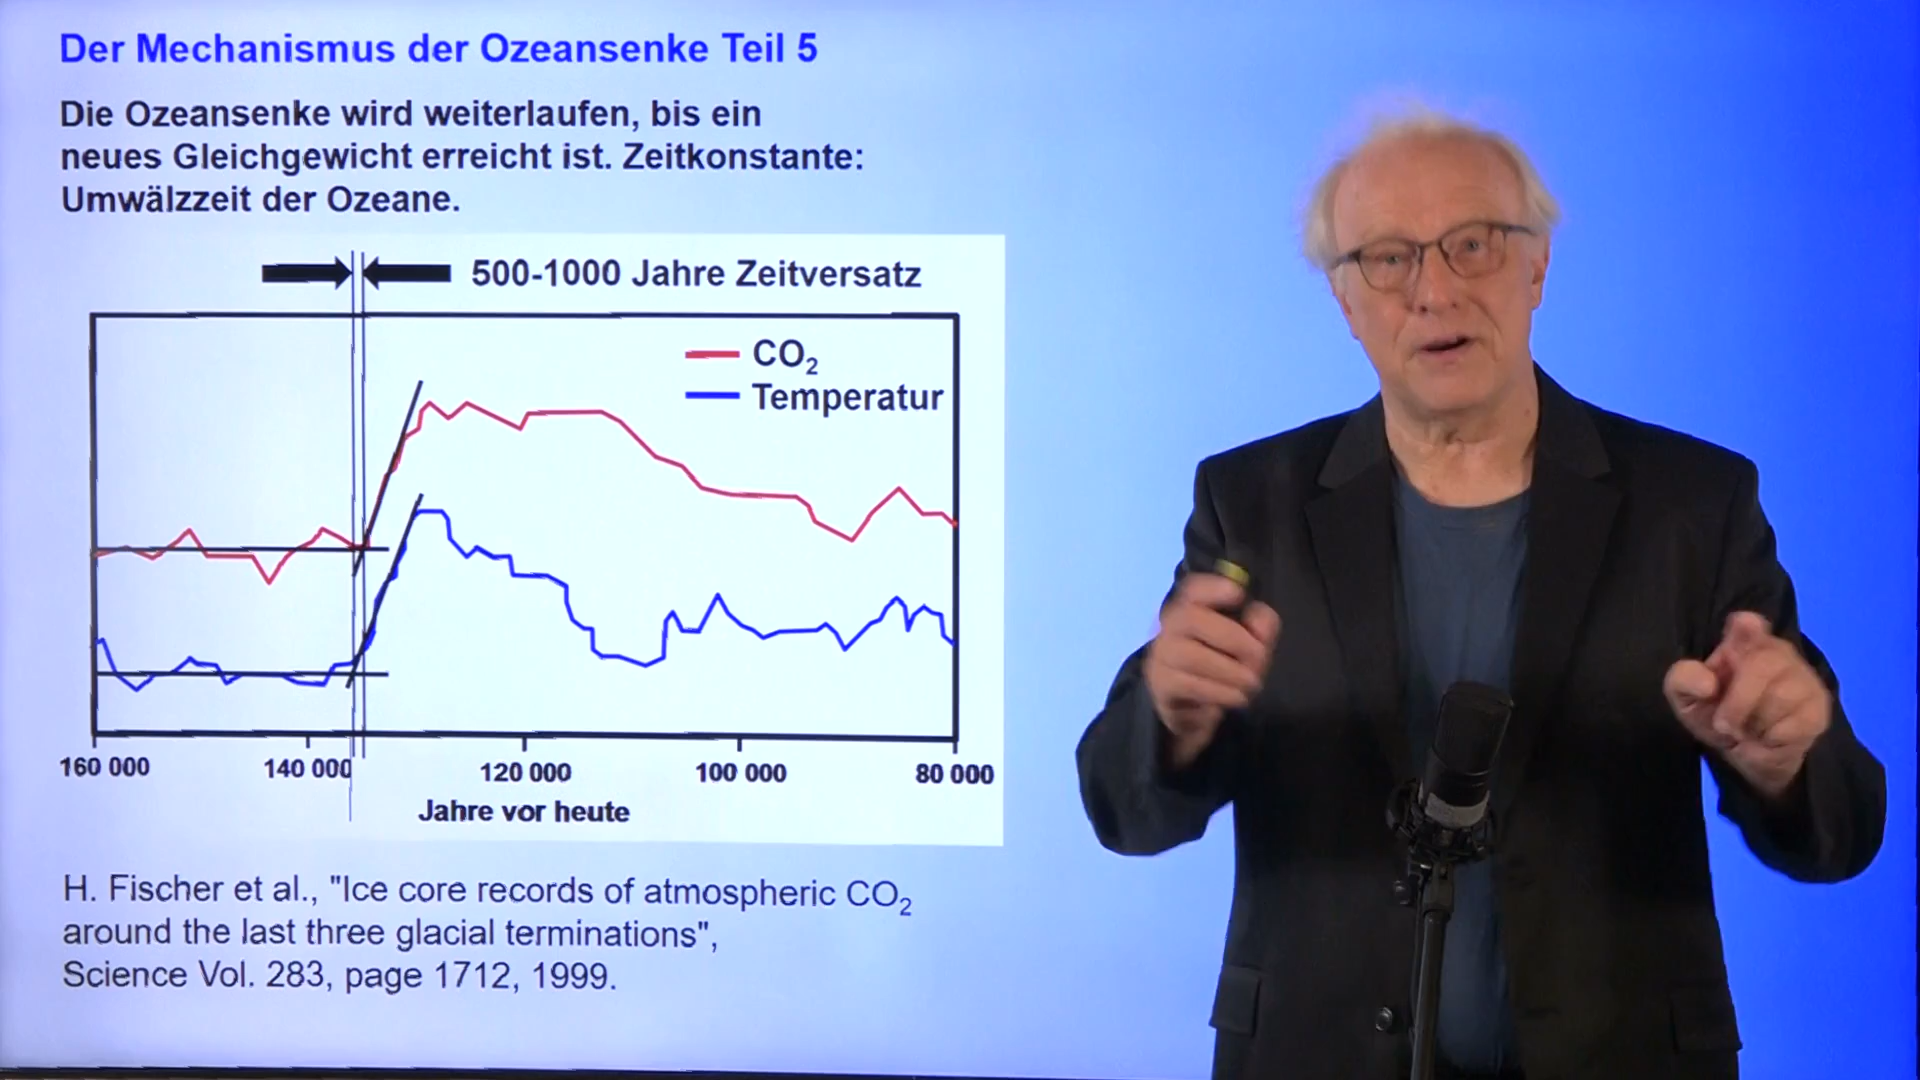 Der Mechanismus der Ozeansenke Teil 5
Die Ozeansenke wird weiterlaufen, bis ein
neues Gleichgewicht erreicht ist. Zeitkonstante:
Umwälzzeit der Ozeane.
500-1000 Jahre Zeitversatz
CO₂
Temperatur
160 000 140 000 120 000 100 000 80 000
Jahre vor heute
H. Fischer et al., "Ice core records of atmospheric CO₂
around the last three glacial terminations",
Science Vol. 283, page 1712, 1999.